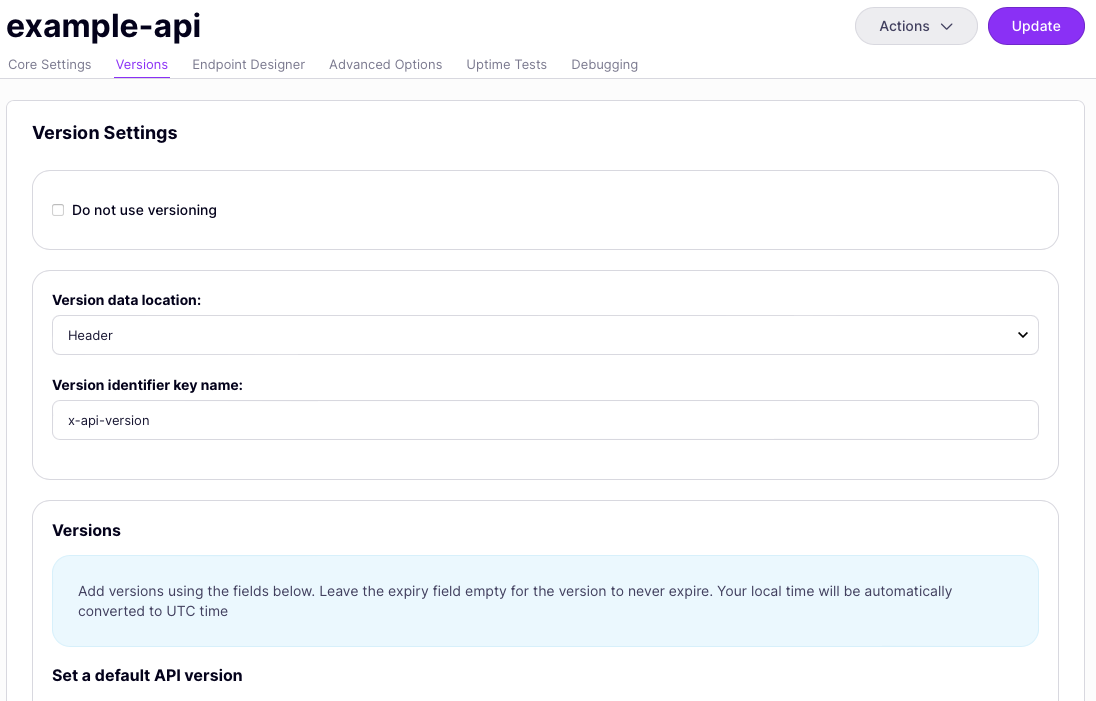 example-api
Actions
Update
Core Settings
Versions
Endpoint Designer
Advanced Options
Uptime Tests
Debugging
Version Settings
Do not use versioning
Version data location:
Header
Version identifier key name:
x-api-version
Versions
Add versions using the fields below. Leave the expiry field empty for the version to never expire. Your local time will be automatically
converted to UTC time
Set a default API version